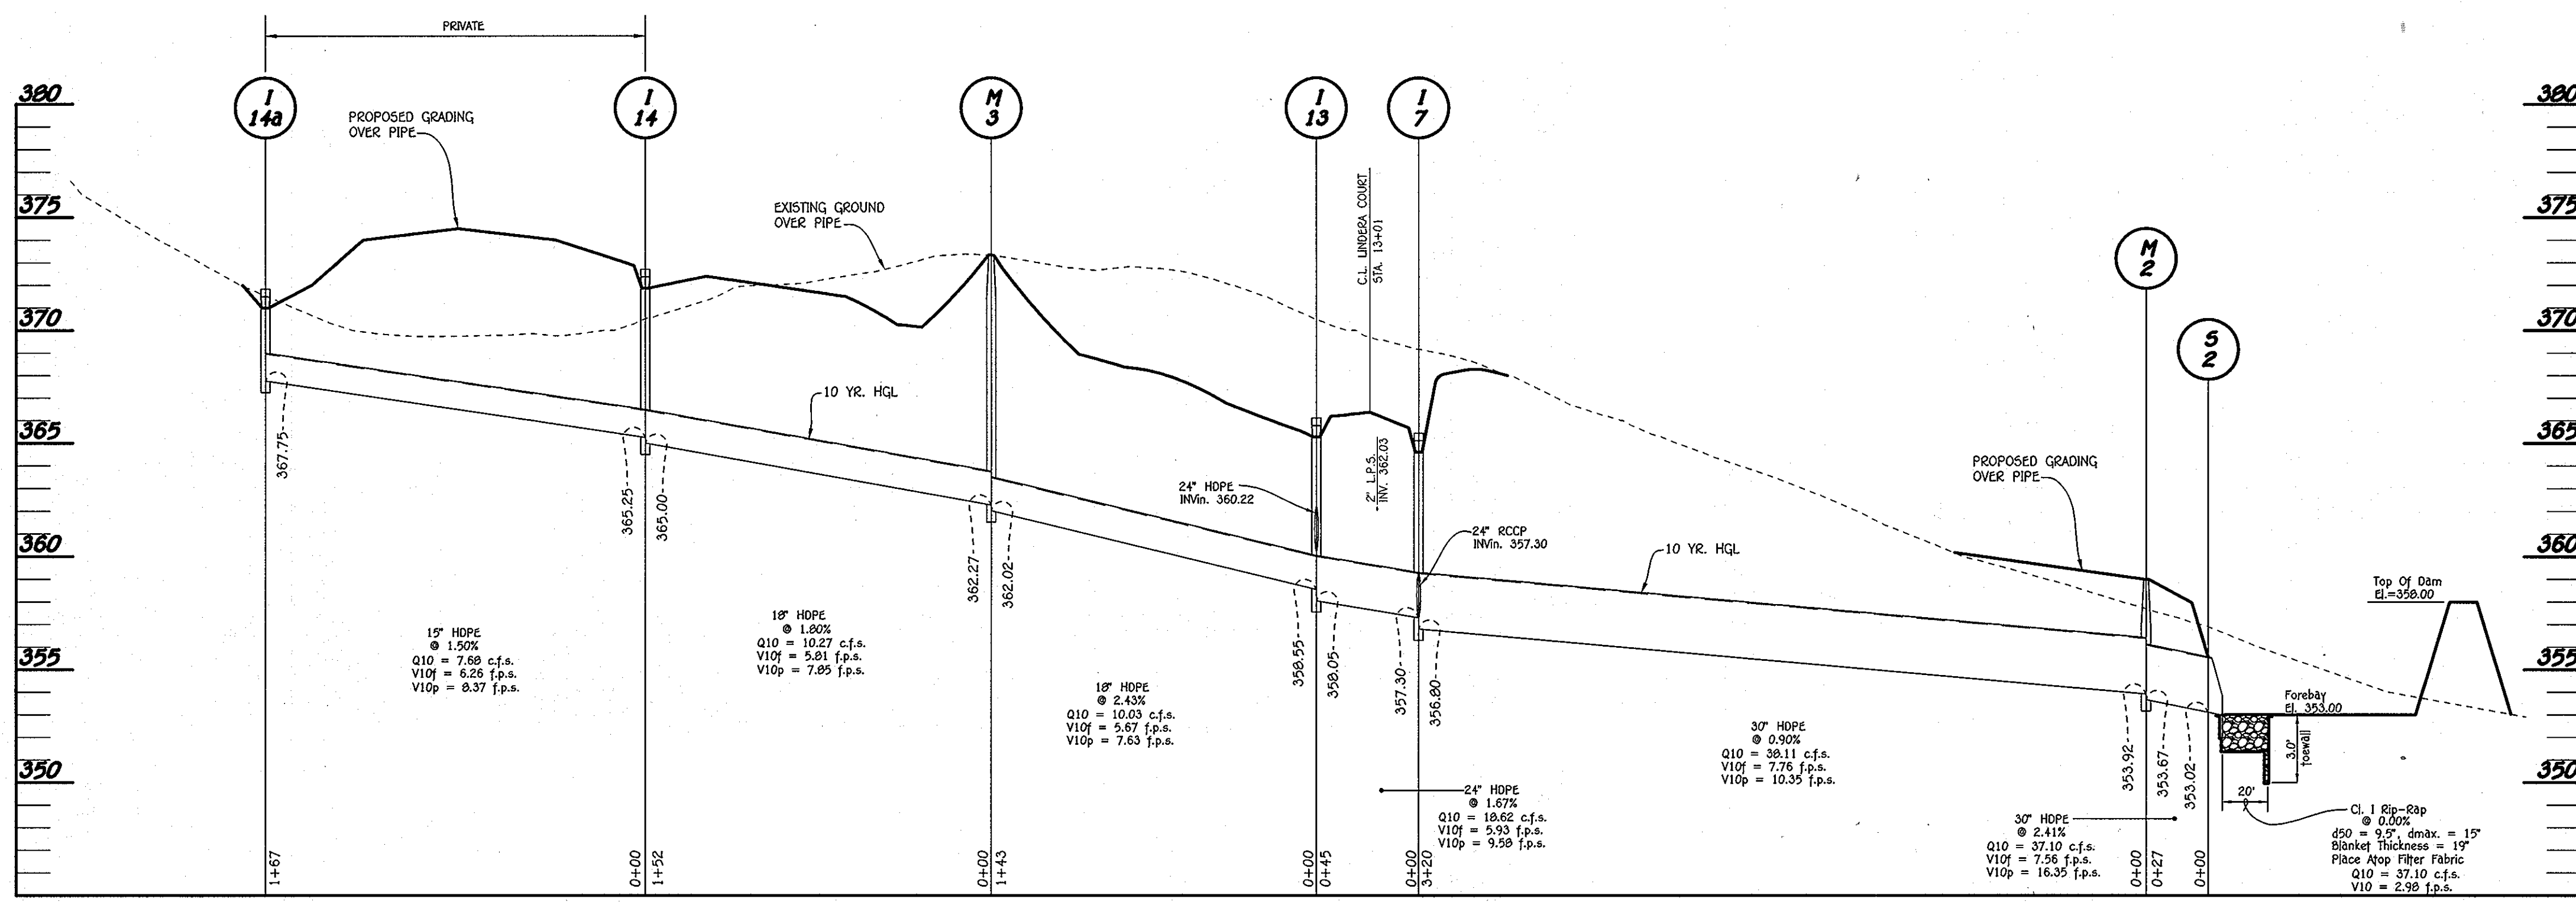 PRIVATE
380
375
370
365
360
355
350
I
14a
I
14
M
3
I
13
I
7
M
2
S
2
380
375
370
365
360
355
350
PROPOSED GRADING
OVER PIPE
EXISTING GROUND
OVER PIPE
C.L. LINDERA COURT
STA. 13+01
10 YR. HGL
24" HDPE
INVin. 360.22
2" L.P.S.
INV. 362.03
24" RCCP
INVin. 357.30
10 YR. HGL
PROPOSED GRADING
OVER PIPE
Top Of Dam
El.=358.00
Forebay
El. 353.00
3.0'
toewall
20'
367.75
365.25
365.00
362.27
362.02
358.55
358.05
357.30
356.80
353.92
353.67
353.02
15" HDPE
@ 1.50%
Q10 = 7.68 c.f.s.
V10f = 6.26 f.p.s.
V10p = 8.37 f.p.s.
18" HDPE
@ 1.80%
Q10 = 10.27 c.f.s.
V10f = 5.81 f.p.s.
V10p = 7.85 f.p.s.
18" HDPE
@ 2.43%
Q10 = 10.03 c.f.s.
V10f = 5.67 f.p.s.
V10p = 7.63 f.p.s.
24" HDPE
@ 1.67%
Q10 = 18.62 c.f.s.
V10f = 5.93 f.p.s.
V10p = 9.58 f.p.s.
30" HDPE
@ 0.90%
Q10 = 38.11 c.f.s.
V10f = 7.76 f.p.s.
V10p = 10.35 f.p.s.
30" HDPE
@ 2.41%
Q10 = 37.10 c.f.s.
V10f = 7.56 f.p.s.
V10p = 16.35 f.p.s.
Cl. 1 Rip-Rap
@ 0.00%
d50 = 9.5", dmax. = 15"
Blanket Thickness = 19"
Place Atop Filter Fabric
Q10 = 37.10 c.f.s.
V10 = 2.98 f.p.s.
1+67
0+00
1+52
0+00
1+43
0+00
0+45
0+00
3+20
0+00
0+27
0+00